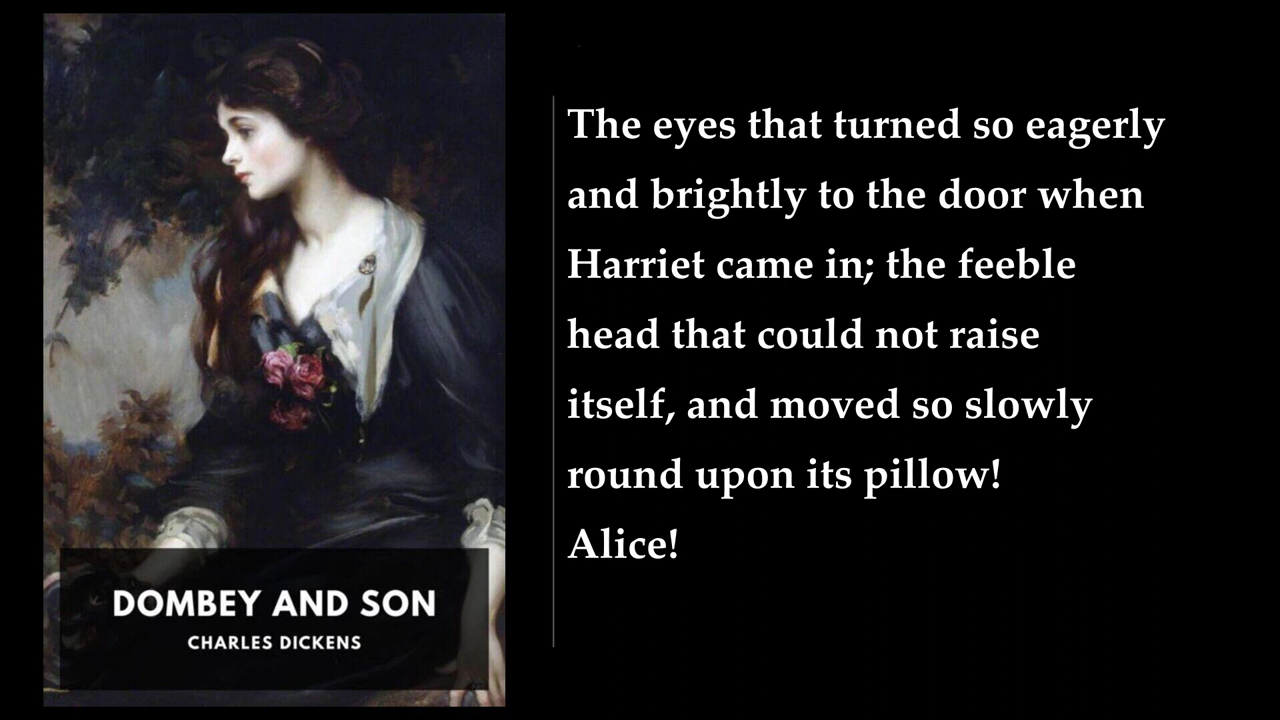 DOMBEY AND SON
CHARLES DICKENS
The eyes that turned so eagerly
and brightly to the door when
Harriet came in; the feeble
head that could not raise
itself, and moved so slowly
round upon its pillow!
Alice!